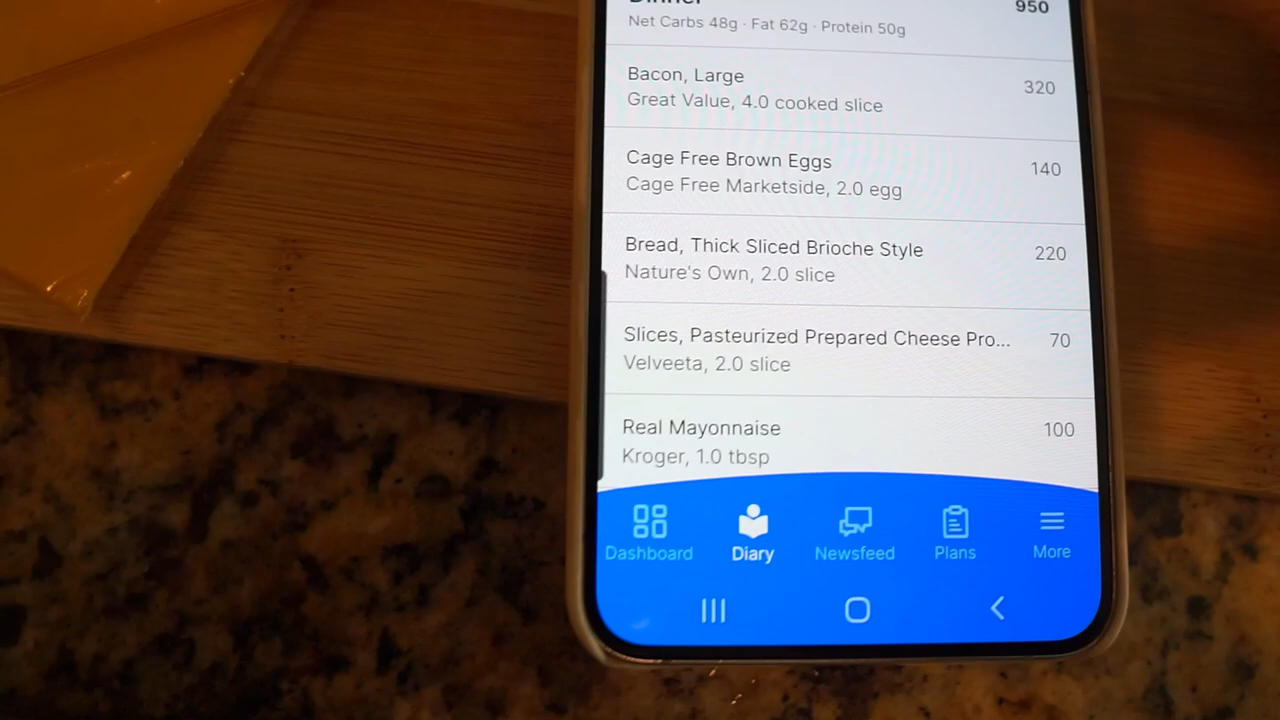 Dinner 950
Net Carbs 48g · Fat 62g · Protein 50g
Bacon, Large 320
Great Value, 4.0 cooked slice
Cage Free Brown Eggs 140
Cage Free Marketside, 2.0 egg
Bread, Thick Sliced Brioche Style 220
Nature's Own, 2.0 slice
Slices, Pasteurized Prepared Cheese Pro... 70
Velveeta, 2.0 slice
Real Mayonnaise 100
Kroger, 1.0 tbsp
Dashboard Diary Newsfeed Plans More